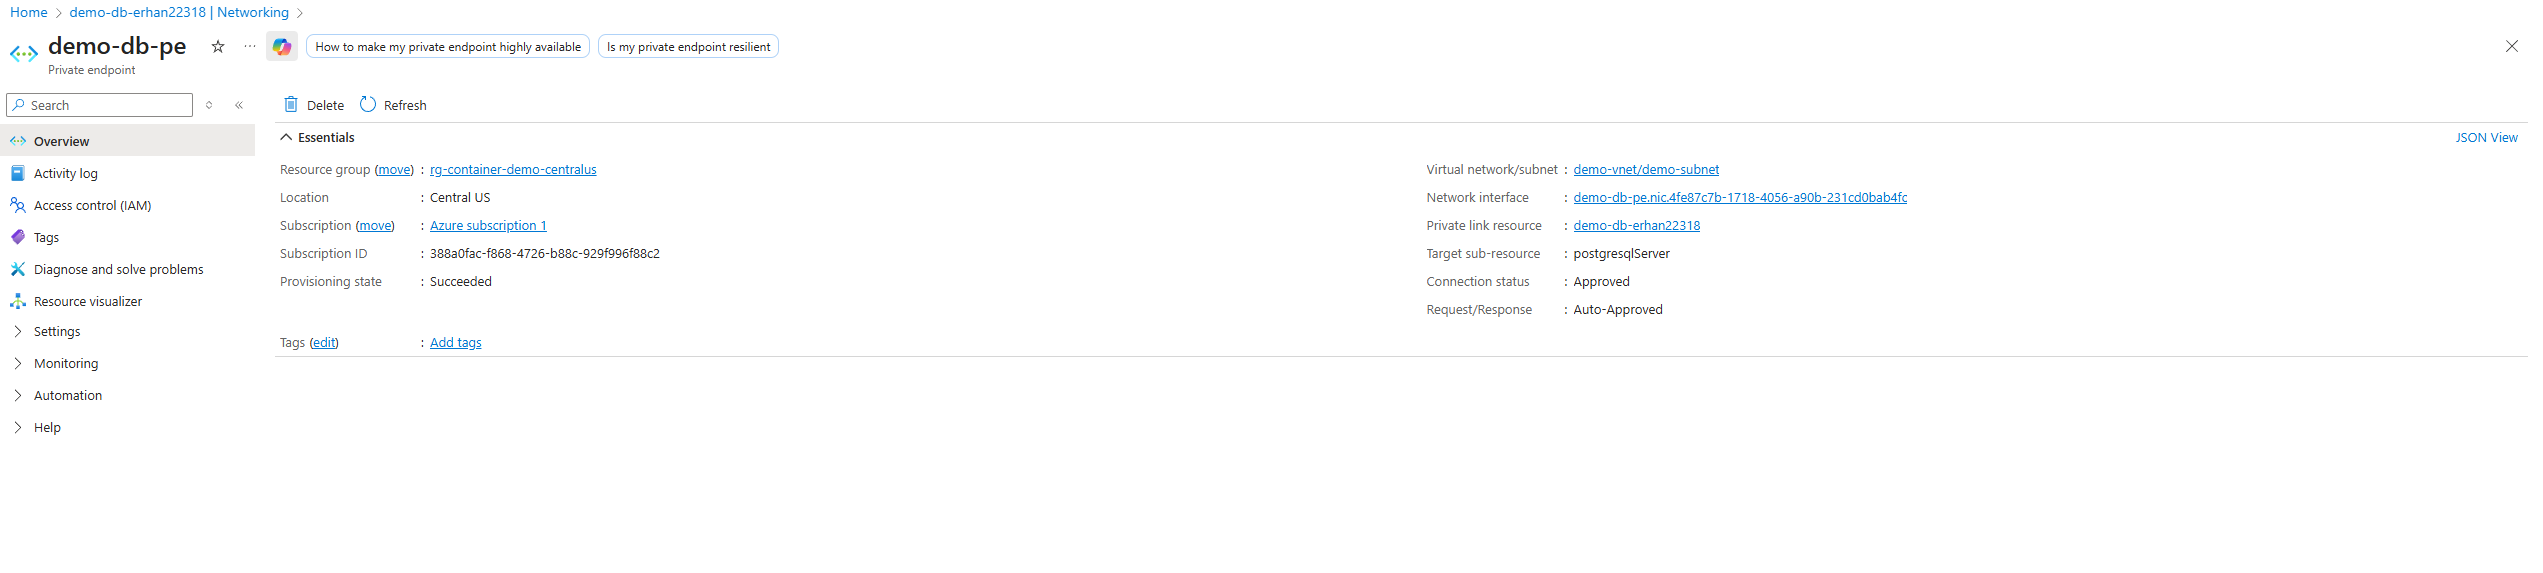 Home > demo-db-erhan22318 | Networking >
demo-db-pe
Private endpoint
How to make my private endpoint highly available
Is my private endpoint resilient
Search
Overview
Activity log
Access control (IAM)
Tags
Diagnose and solve problems
Resource visualizer
Settings
Monitoring
Automation
Help
Delete
Refresh
Essentials
JSON View
Resource group (move) : rg-container-demo-centralus
Location : Central US
Subscription (move) : Azure subscription 1
Subscription ID : 388a0fac-f868-4726-b88c-929f996f88c2
Provisioning state : Succeeded
Virtual network/subnet : demo-vnet/demo-subnet
Network interface : demo-db-pe.nic.4fe87c7b-1718-4056-a90b-231cd0bab4fc
Private link resource : demo-db-erhan22318
Target sub-resource : postgresqlServer
Connection status : Approved
Request/Response : Auto-Approved
Tags (edit) : Add tags